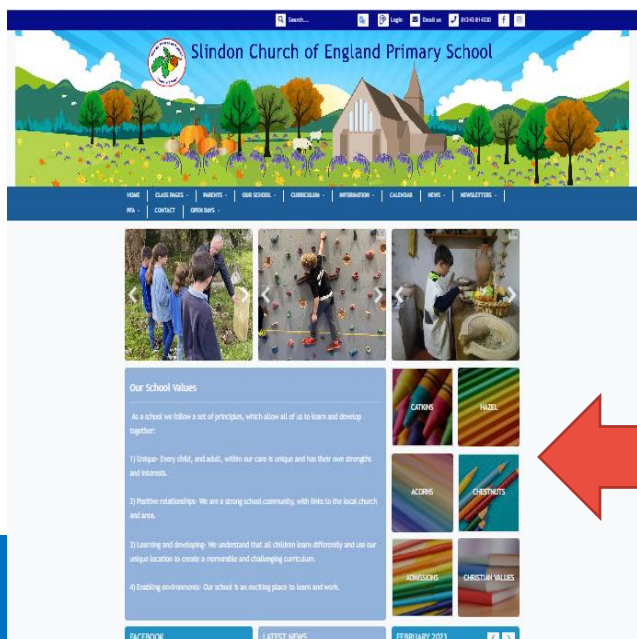 Search.... Login Email us 01243 814330
Slindon Church of England Primary School
HOME CLASS PAGES PARENTS OUR SCHOOL CURRICULUM INFORMATION CALENDAR NEWS NEWSLETTERS
PFA CONTACT OPEN DAYS
Our School Values
As a school we follow a set of principles, which allow all of us to learn and develop
together:
1) Unique- Every child, and adult, within our care is unique and has their own strengths
and interests.
2) Positive relationships- We are a strong school community, with links to the local church
and area.
3) Learning and developing- We understand that all children learn differently and use our
unique location to create a memorable and challenging curriculum.
4) Enabling environments- Our school is an exciting place to learn and work.
CATKINS HAZEL
ACORNS CHESTNUTS
ADMISSIONS CHRISTIAN VALUES
FACEBOOK LATEST NEWS FEBRUARY 2023